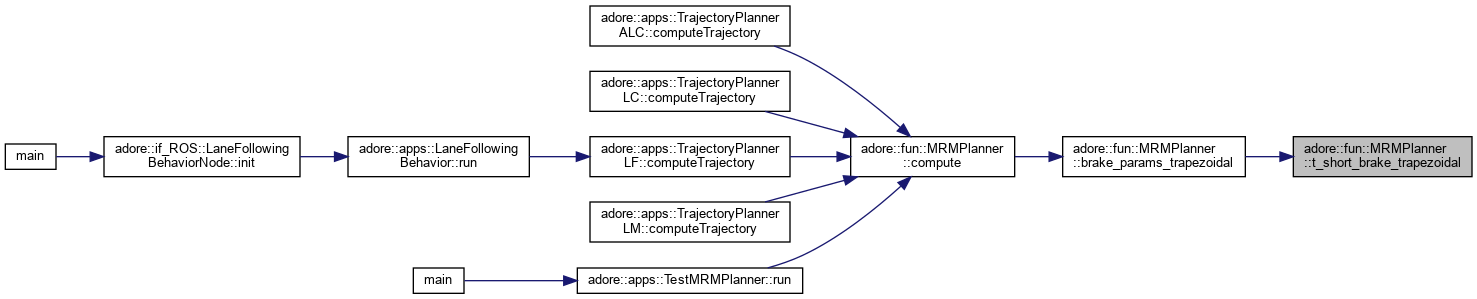 adore::apps::TrajectoryPlanner
ALC::computeTrajectory
adore::apps::TrajectoryPlanner
LC::computeTrajectory
main
adore::if_ROS::LaneFollowing
BehaviorNode::init
adore::apps::LaneFollowing
Behavior::run
adore::apps::TrajectoryPlanner
LF::computeTrajectory
adore::fun::MRMPlanner
::compute
adore::fun::MRMPlanner
::brake_params_trapezoidal
adore::fun::MRMPlanner
::t_short_brake_trapezoidal
adore::apps::TrajectoryPlanner
LM::computeTrajectory
main
adore::apps::TestMRMPlanner::run